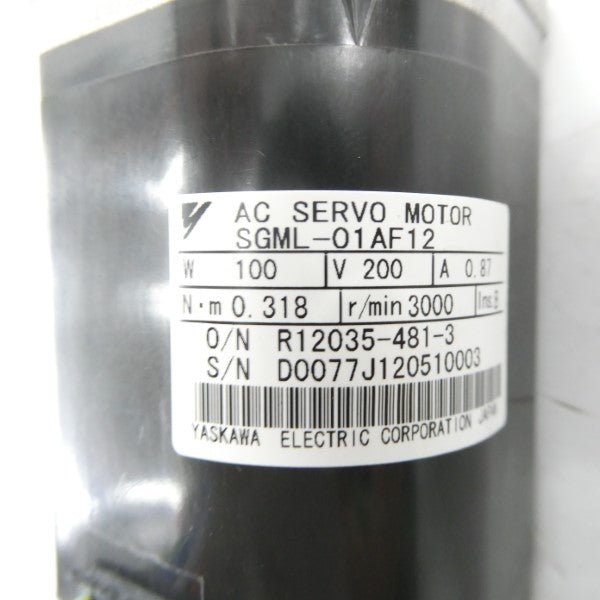 AC SERVO MOTOR
SGML-01AF12
W 100 V 200 A 0.87
N・m 0.318 r/min 3000 Ins.B
O/N R12035-481-3
S/N D0077J120510003
YASKAWA ELECTRIC CORPORATION JAPAN